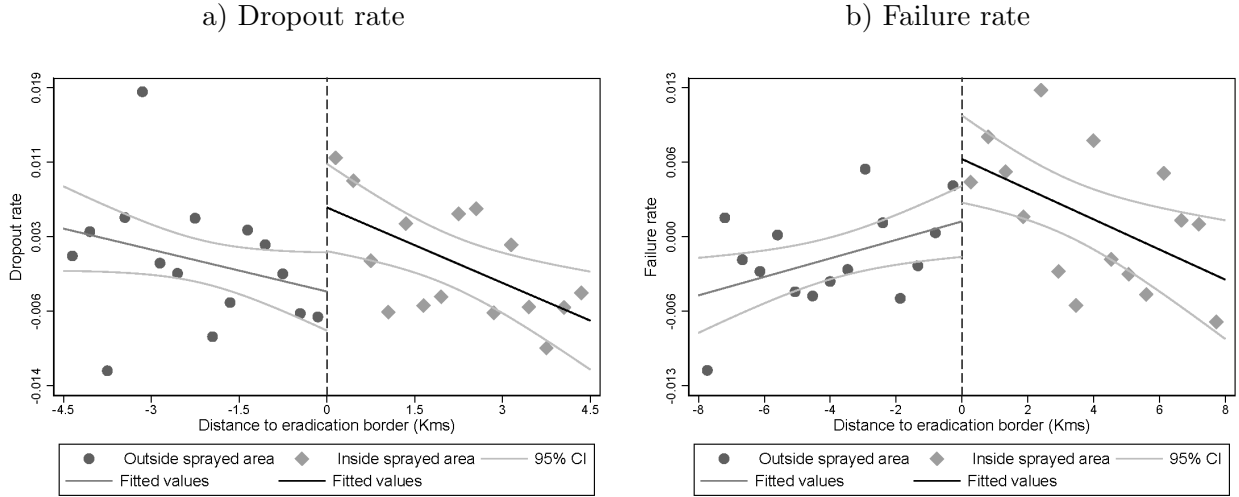 a) Dropout rate
0.019
0.011
0.003
-0.006
-0.014
Dropout rate
-4.5 -3 -1.5 0 1.5 3 4.5
Distance to eradication border (Kms)
Outside sprayed area Inside sprayed area 95% CI
Fitted values Fitted values
b) Failure rate
0.013
0.006
0.000
-0.006
-0.013
Failure rate
-8 -6 -4 -2 0 2 4 6 8
Distance to eradication border (Kms)
Outside sprayed area Inside sprayed area 95% CI
Fitted values Fitted values